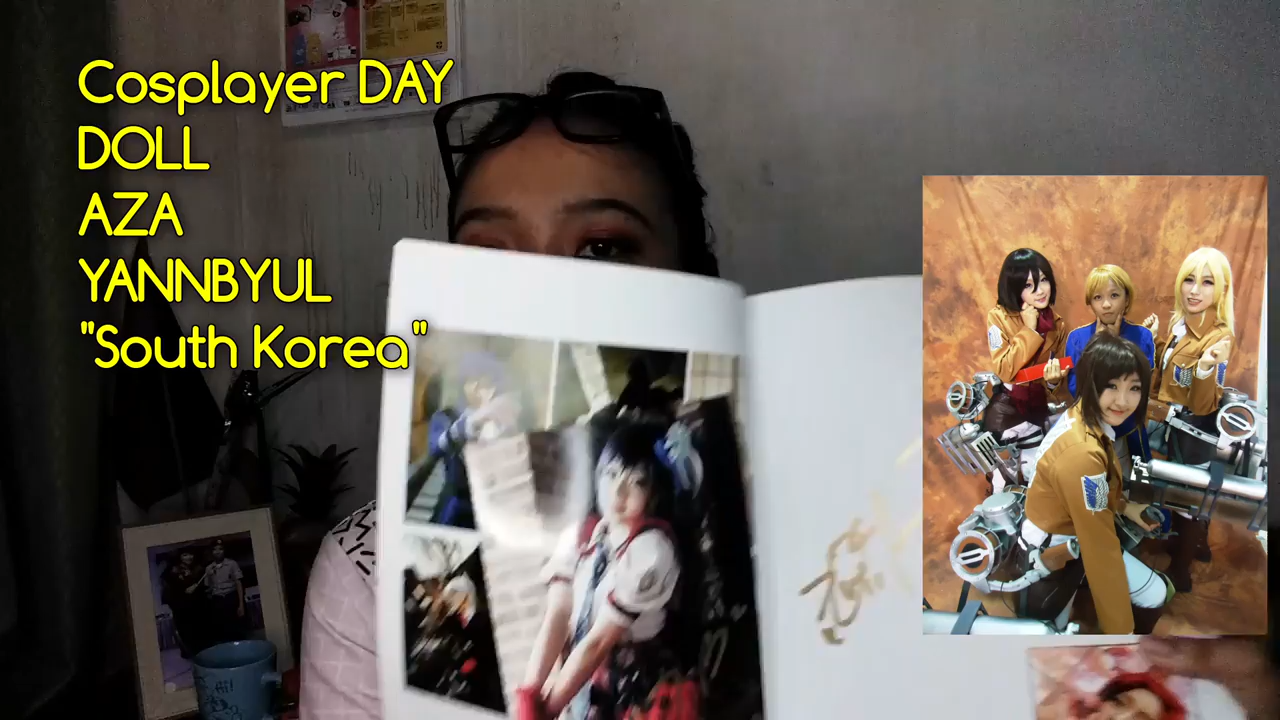 Cosplayer DAY
DOLL
AZA
YANNBYUL
"South Korea"